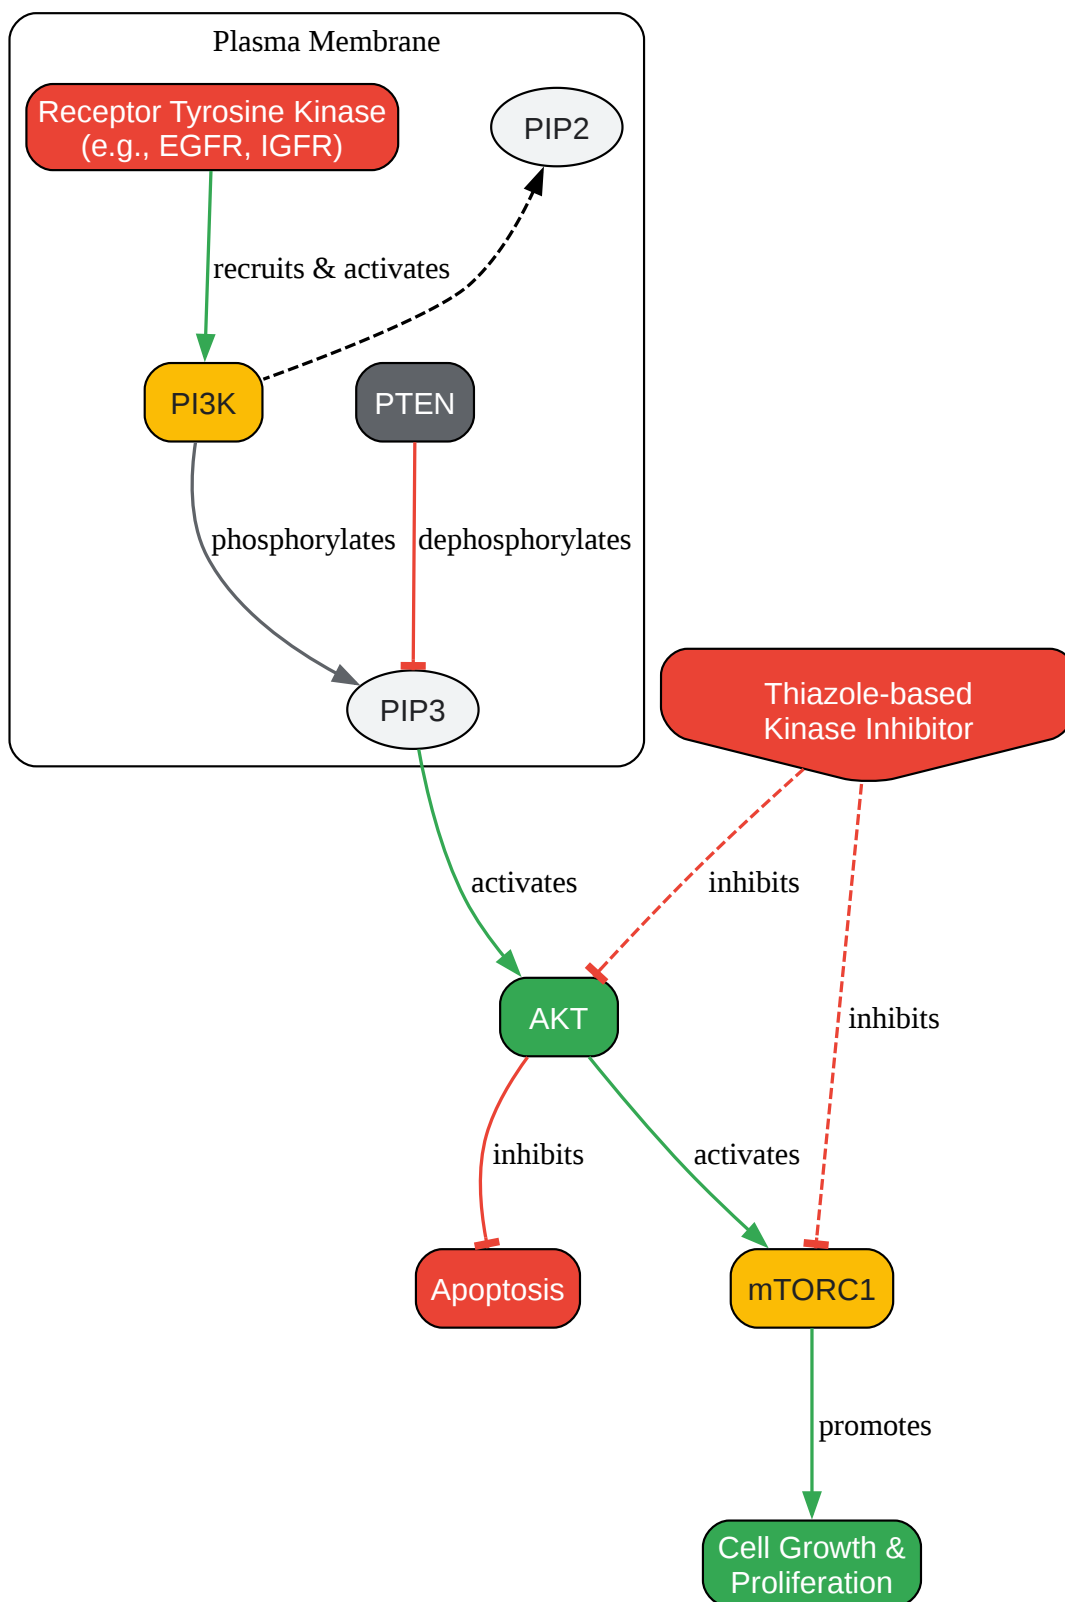 Plasma Membrane
Receptor Tyrosine Kinase
(e.g., EGFR, IGFR)
PIP2
recruits & activates
PI3K
PTEN
phosphorylates
dephosphorylates
PIP3
Thiazole-based
Kinase Inhibitor
activates
inhibits
AKT
inhibits
inhibits
activates
Apoptosis
mTORC1
promotes
Cell Growth &
Proliferation